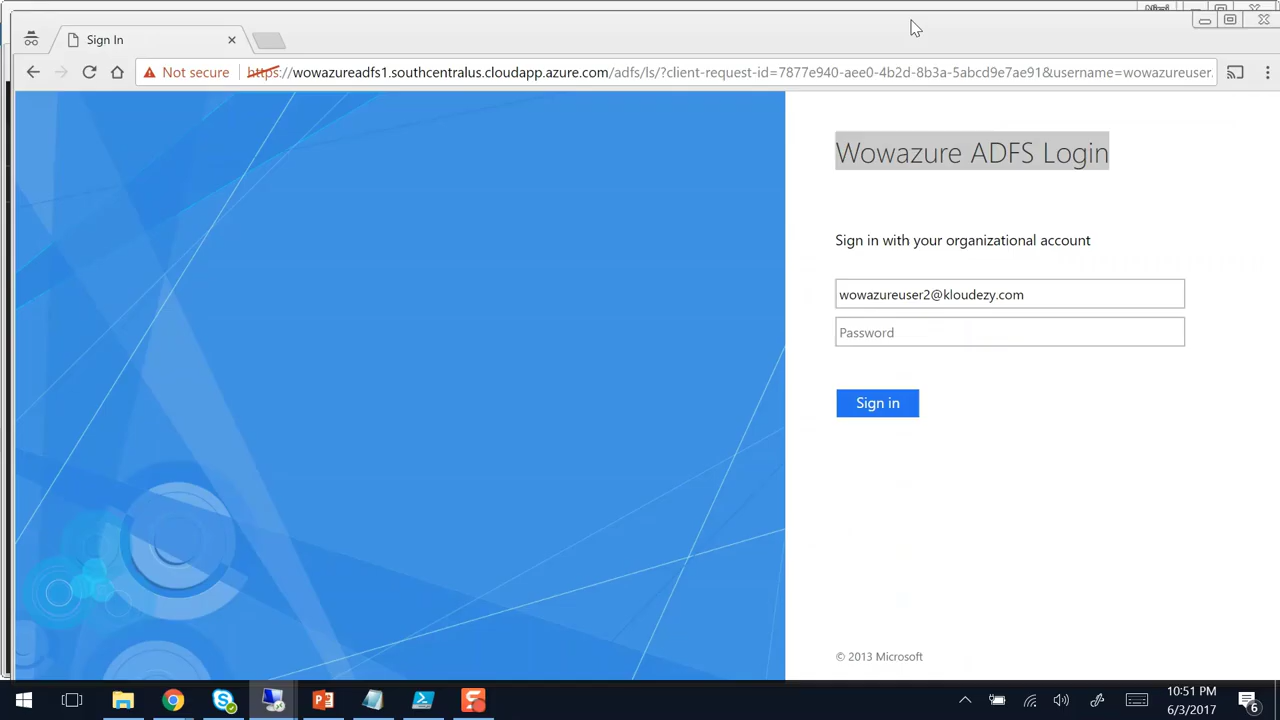 Sign In
Not secure
https://wowazureadfs1.southcentralus.cloudapp.azure.com/adfs/ls/?client-request-id=7877e940-aee0-4b2d-8b3a-5abcd9e7ae91&username=wowazureuser.
Wowazure ADFS Login
Sign in with your organizational account
wowazureuser2@kloudezy.com
Password
Sign in
© 2013 Microsoft
10:51 PM
6/3/2017
6